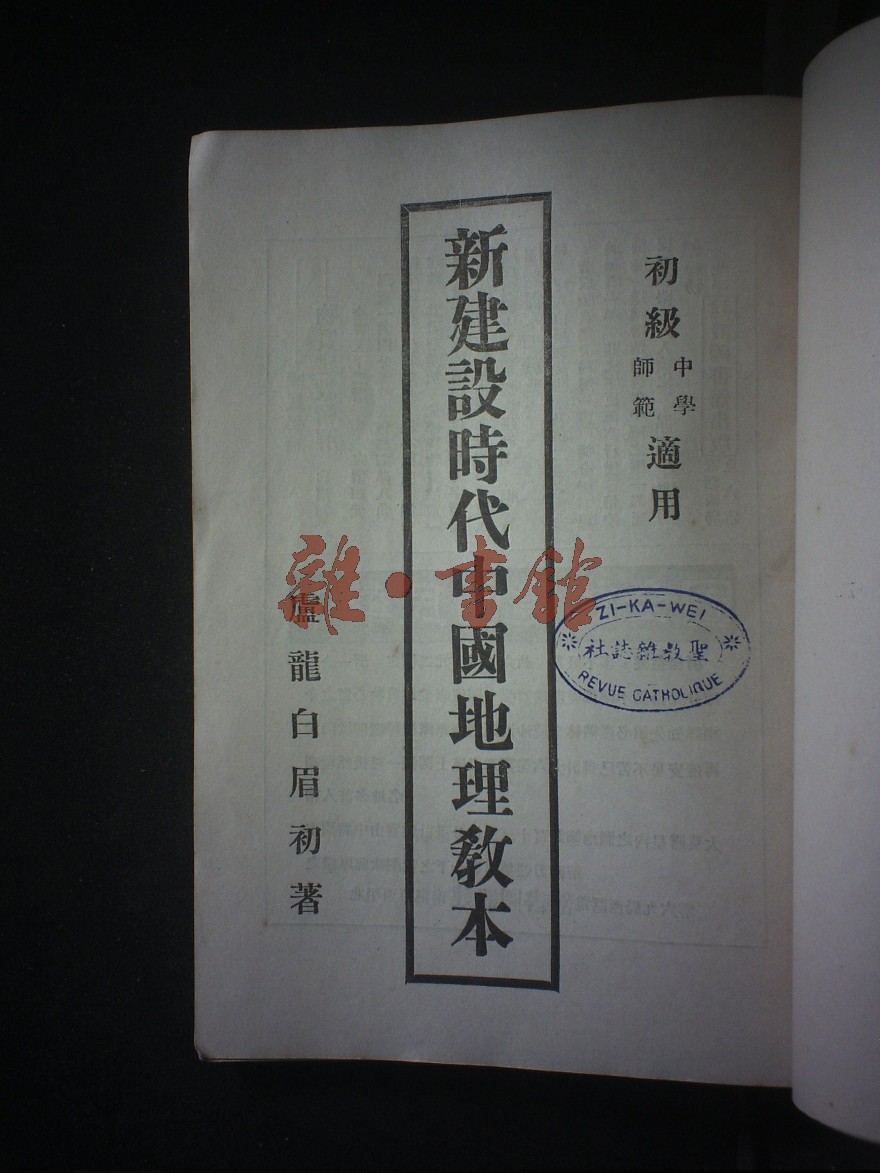 初級中學師範適用
新建設時代中國地理教本
盧龍白眉初著
雜·書館
ZI-KA-WEI
聖教雜誌社
REVUE CATHOLIQUE